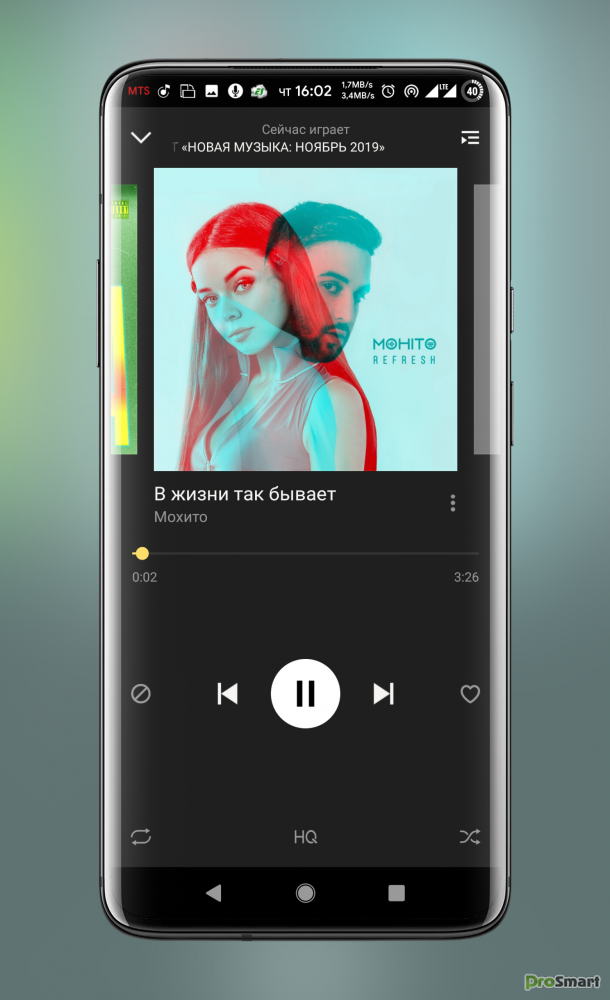 MTS
1,7MB/s
3,4MB/s
ЧТ 16:02
LTE
40
Сейчас играет
«НОВАЯ МУЗЫКА: НОЯБРЬ 2019»
MOHITO
REFRESH
В жизни так бывает
Мохито
0:02
3:26
HQ
ProSmart